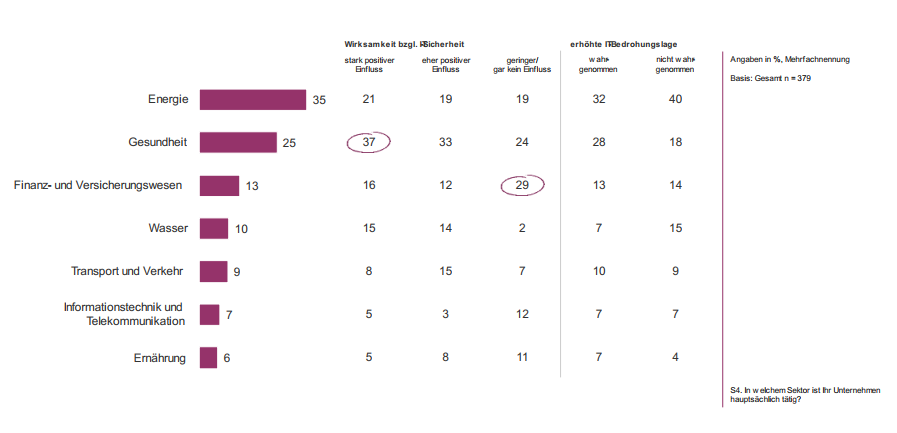 Wirksamkeit bzgl. IT-Sicherheit
erhöhte IT-Bedrohungslage
stark positiver Einfluss
eher positiver Einfluss
geringer/ gar kein Einfluss
wahr- genommen
nicht wahr- genommen
Angaben in %, Mehrfachnennung
Basis: Gesamt n = 379
Energie 35 21 19 19 32 40
Gesundheit 25 37 33 24 28 18
Finanz- und Versicherungswesen 13 16 12 29 13 14
Wasser 10 15 14 2 7 15
Transport und Verkehr 9 8 15 7 10 9
Informationstechnik und
Telekommunikation 7 5 3 12 7 7
Ernährung 6 5 8 11 7 4
S4. In welchem Sektor ist Ihr Unternehmen
hauptsächlich tätig?